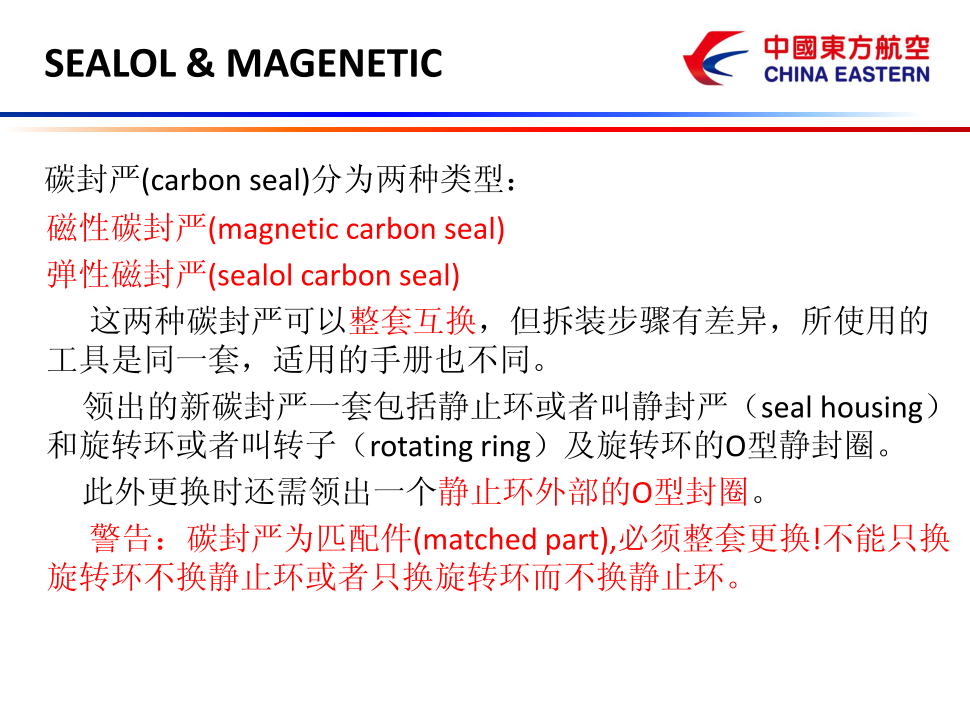 SEALOL & MAGENETIC
中國東方航空
CHINA EASTERN
碳封严(carbon seal)分为两种类型：
磁性碳封严(magnetic carbon seal)
弹性磁封严(sealol carbon seal)
这两种碳封严可以整套互换，但拆装步骤有差异，所使用的
工具是同一套，适用的手册也不同。
领出的新碳封严一套包括静止环或者叫静封严（seal housing）
和旋转环或者叫转子（rotating ring）及旋转环的O型静封圈。
此外更换时还需领出一个静止环外部的O型封圈。
警告：碳封严为匹配件(matched part),必须整套更换!不能只换
旋转环不换静止环或者只换旋转环而不换静止环。